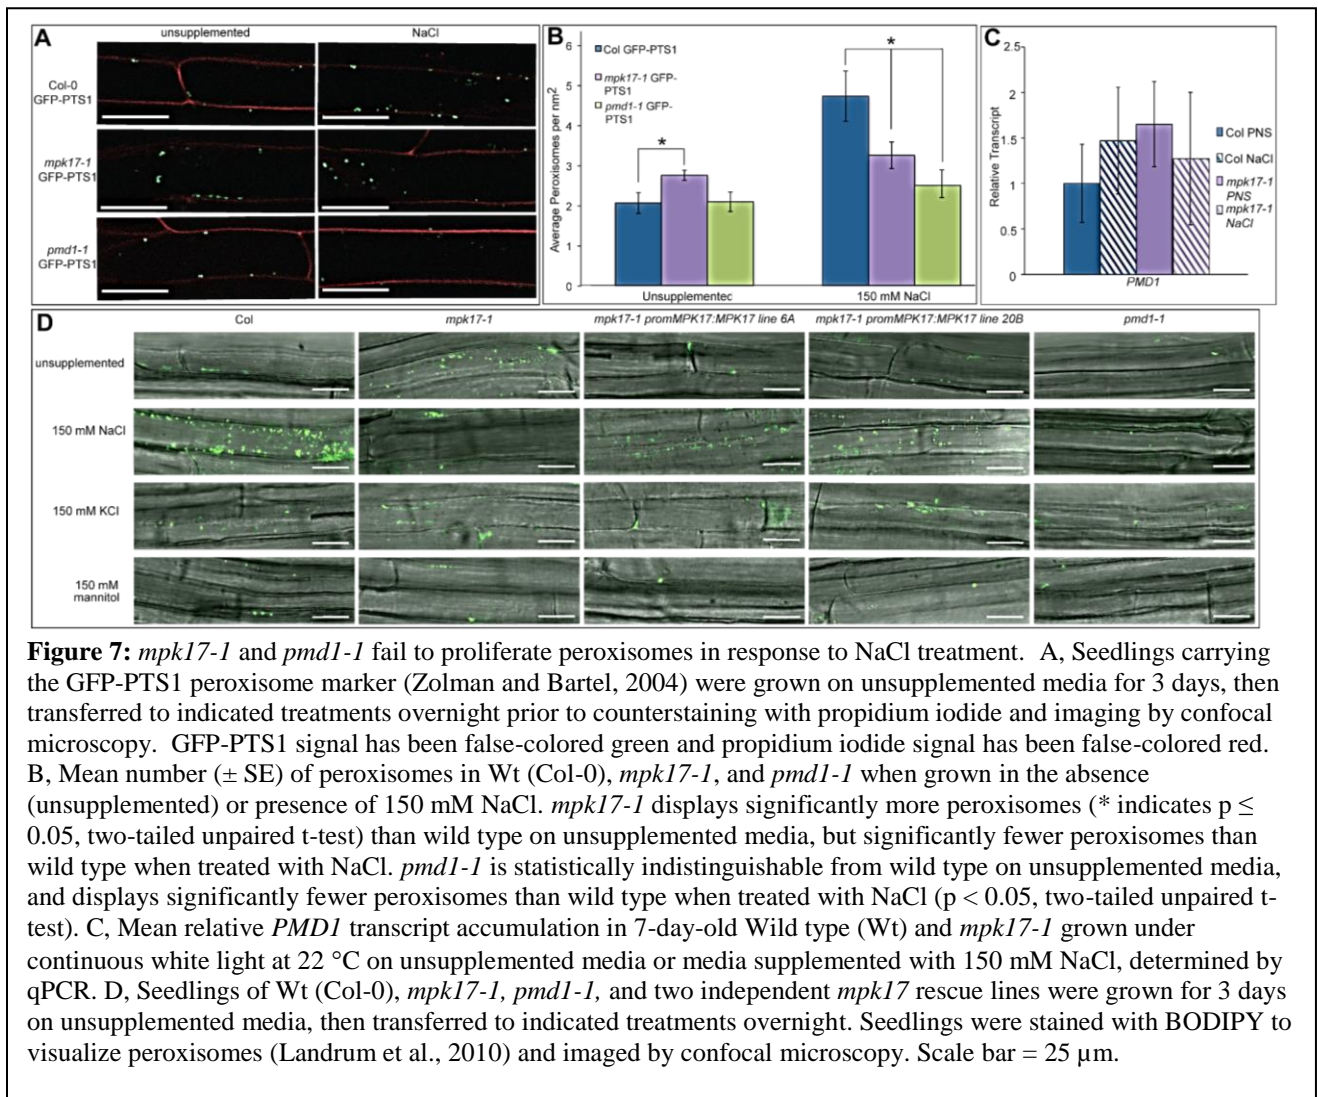 A
unsupplemented
NaCl
Col-0
GFP-PTS1
mpk17-1
GFP-PTS1
pmd1-1
GFP-PTS1
B
Average Peroxisomes per nm²
6
5
4
3
2
1
0
Col GFP-PTS1
mpk17-1 GFP-
PTS1
pmd1-1 GFP-
PTS1
*
*
Unsupplementec
150 mM NaCl
C
Relative Transcript
2.5
2
1.5
1
0.5
0
PMD1
Col PNS
Col NaCl
mpk17-1
PNS
mpk17-1
NaCl
D
Col
mpk17-1
mpk17-1 promMPK17:MPK17 line 6A
mpk17-1 promMPK17:MPK17 line 20B
pmd1-1
unsupplemented
150 mM NaCl
150 mM KCl
150 mM
mannitol
Figure 7: mpk17-1 and pmd1-1 fail to proliferate peroxisomes in response to NaCl treatment. A, Seedlings carrying
the GFP-PTS1 peroxisome marker (Zolman and Bartel, 2004) were grown on unsupplemented media for 3 days, then
transferred to indicated treatments overnight prior to counterstaining with propidium iodide and imaging by confocal
microscopy. GFP-PTS1 signal has been false-colored green and propidium iodide signal has been false-colored red.
B, Mean number (± SE) of peroxisomes in Wt (Col-0), mpk17-1, and pmd1-1 when grown in the absence
(unsupplemented) or presence of 150 mM NaCl. mpk17-1 displays significantly more peroxisomes (* indicates p ≤
0.05, two-tailed unpaired t-test) than wild type on unsupplemented media, but significantly fewer peroxisomes than
wild type when treated with NaCl. pmd1-1 is statistically indistinguishable from wild type on unsupplemented media,
and displays significantly fewer peroxisomes than wild type when treated with NaCl (p < 0.05, two-tailed unpaired t-
test). C, Mean relative PMD1 transcript accumulation in 7-day-old Wild type (Wt) and mpk17-1 grown under
continuous white light at 22 °C on unsupplemented media or media supplemented with 150 mM NaCl, determined by
qPCR. D, Seedlings of Wt (Col-0), mpk17-1, pmd1-1, and two independent mpk17 rescue lines were grown for 3 days
on unsupplemented media, then transferred to indicated treatments overnight. Seedlings were stained with BODIPY to
visualize peroxisomes (Landrum et al., 2010) and imaged by confocal microscopy. Scale bar = 25 µm.